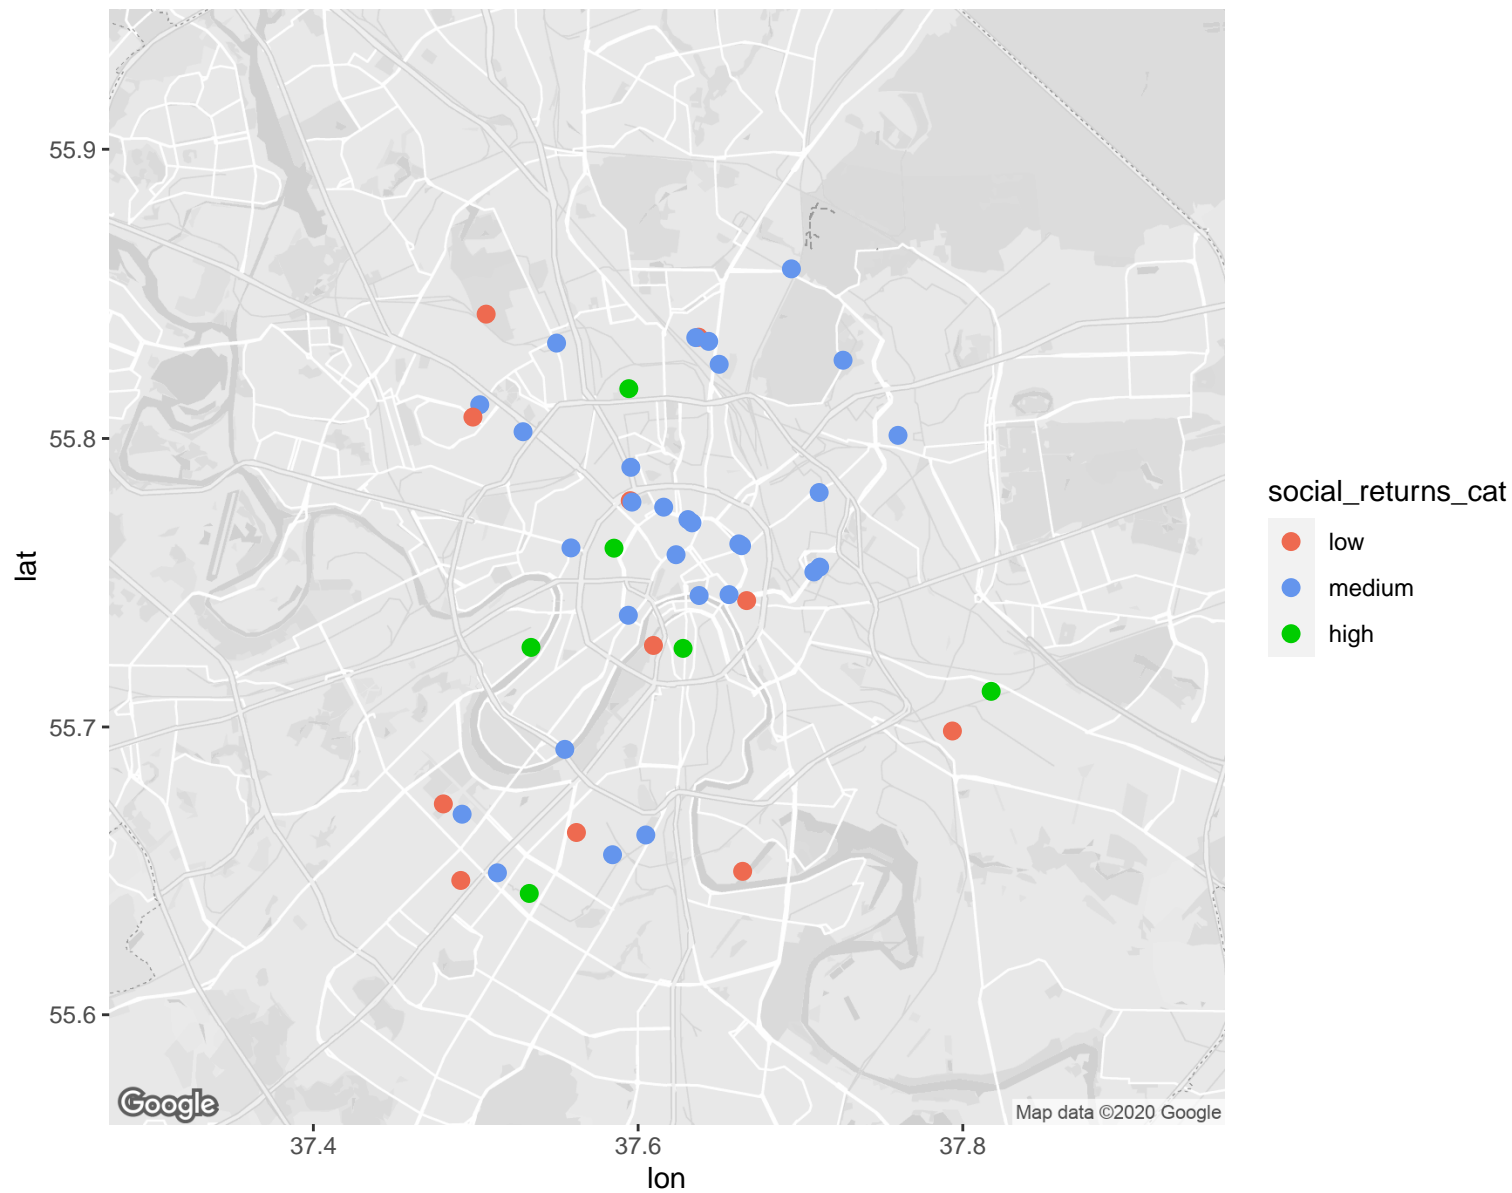 55.9
55.8
55.7
55.6
lat
37.4
37.6
37.8
lon
Google
Map data ©2020 Google
social_returns_cat
low
medium
high